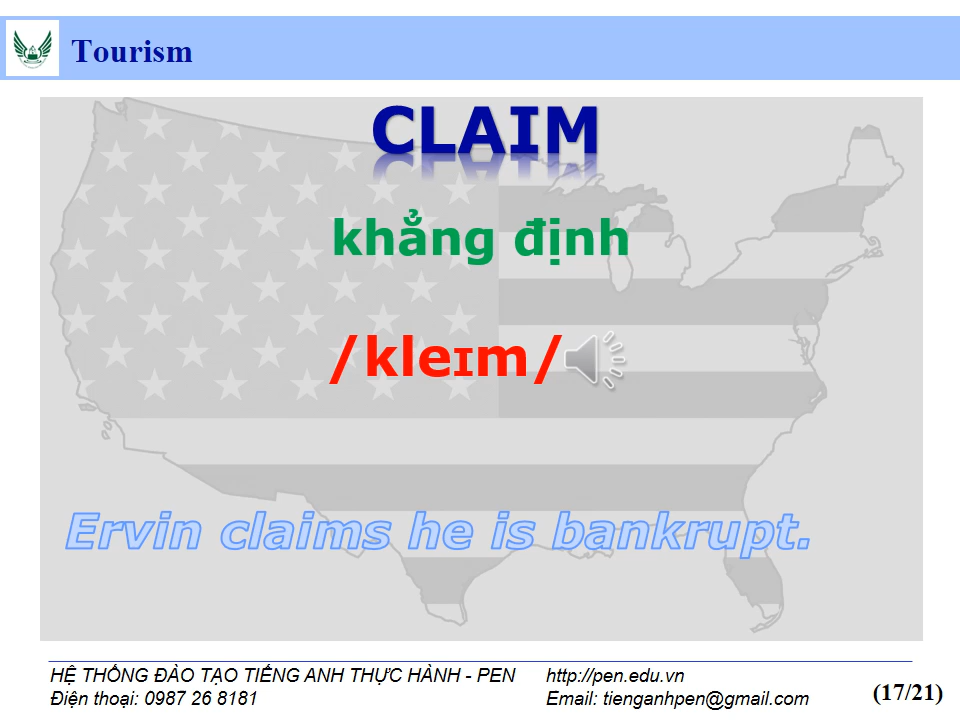 Tourism
CLAIM
khẳng định
/kleɪm/
Ervin claims he is bankrupt.
HỆ THỐNG ĐÀO TẠO TIẾNG ANH THỰC HÀNH - PEN http://pen.edu.vn
Điện thoại: 0987 26 8181 Email: tienganhpen@gmail.com
(17/21)